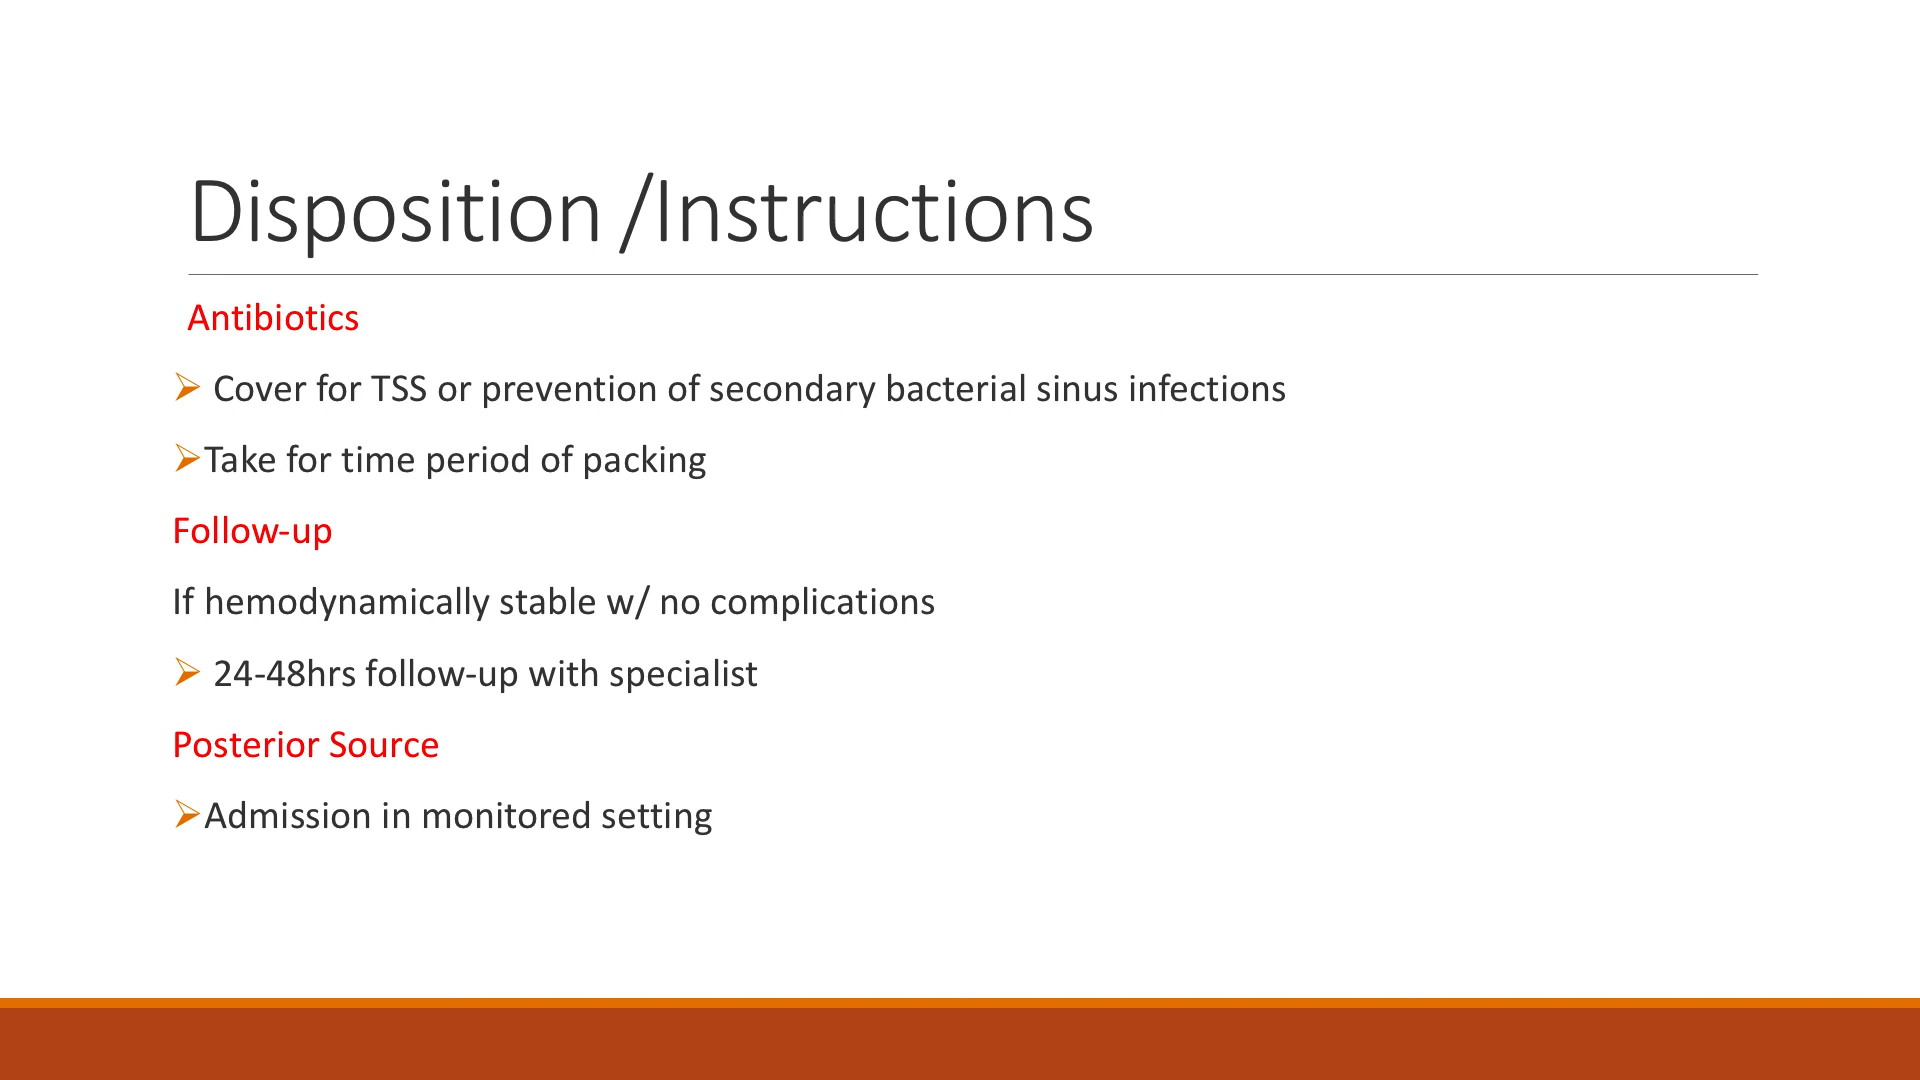 Disposition /Instructions
Antibiotics
Cover for TSS or prevention of secondary bacterial sinus infections
Take for time period of packing
Follow-up
If hemodynamically stable w/ no complications
24-48hrs follow-up with specialist
Posterior Source
Admission in monitored setting